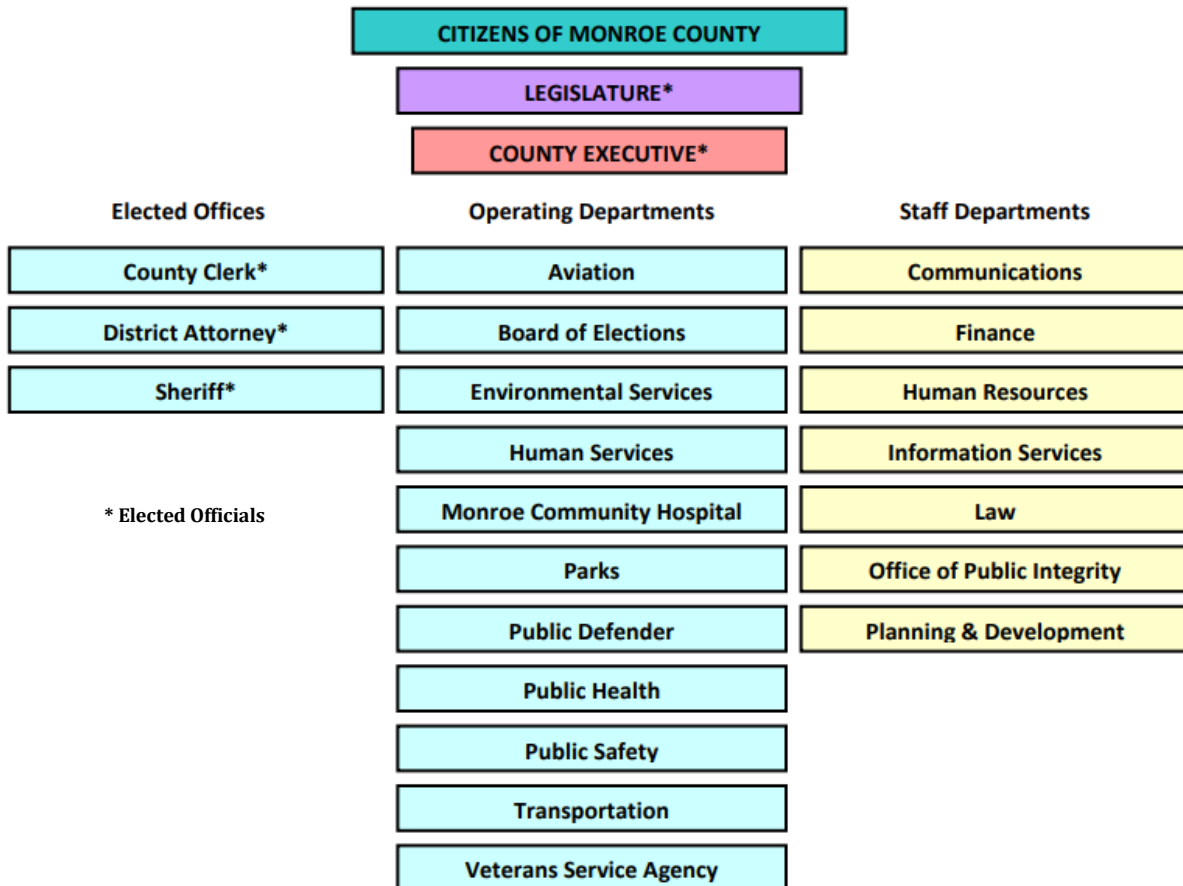 CITIZENS OF MONROE COUNTY
LEGISLATURE*
COUNTY EXECUTIVE*
Elected Offices
County Clerk*
District Attorney*
Sheriff*
* Elected Officials
Operating Departments
Aviation
Board of Elections
Environmental Services
Human Services
Monroe Community Hospital
Parks
Public Defender
Public Health
Public Safety
Transportation
Veterans Service Agency
Staff Departments
Communications
Finance
Human Resources
Information Services
Law
Office of Public Integrity
Planning & Development